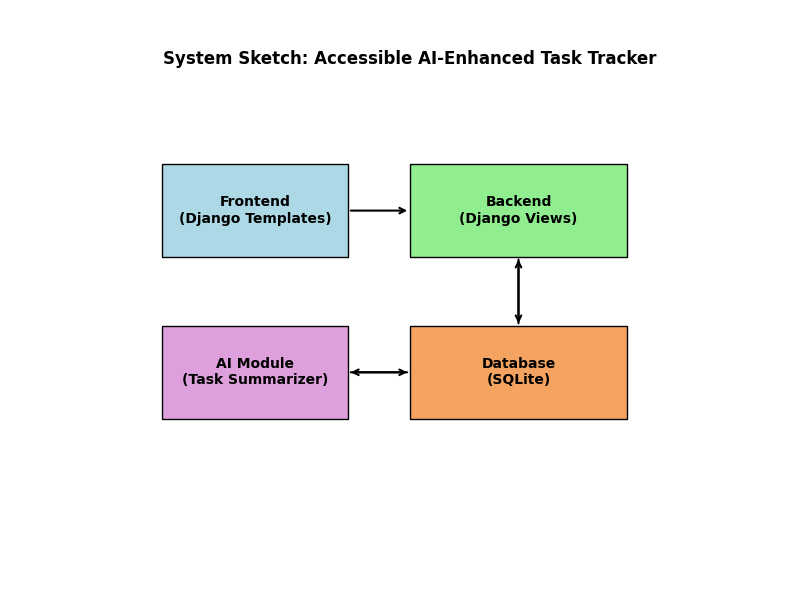 System Sketch: Accessible AI-Enhanced Task Tracker
Frontend
(Django Templates)
Backend
(Django Views)
AI Module
(Task Summarizer)
Database
(SQLite)